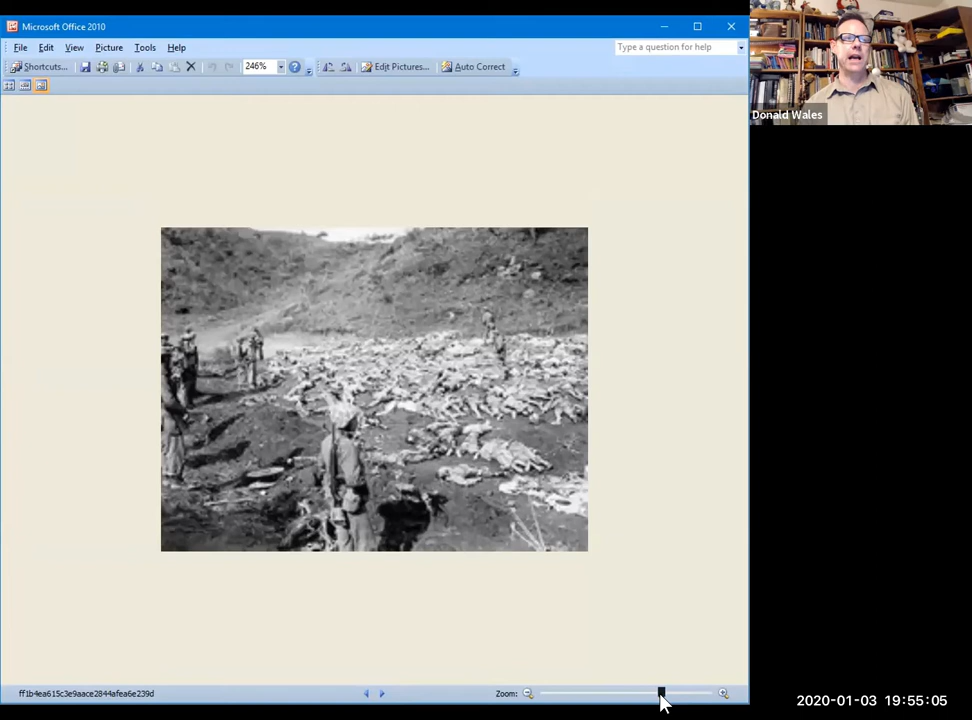 Microsoft Office 2010
File Edit View Picture Tools Help
Type a question for help
Shortcuts...
246%
Edit Pictures...
Auto Correct
Donald Wales
ff1b4ea615c3e9aace2844afea6e239d
Zoom:
2020-01-03 19:55:05